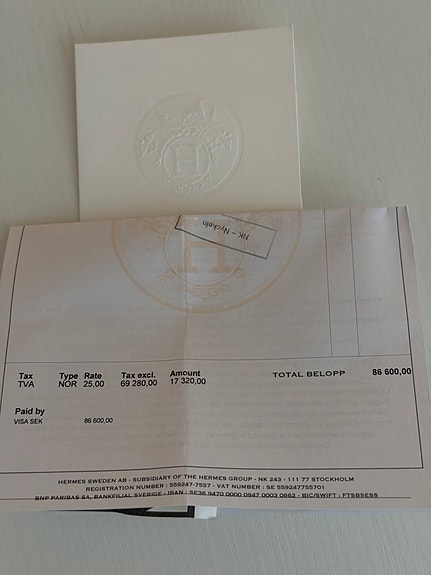 H
NK - Nyckeln
H
Tax Type Rate Tax excl. Amount TOTAL BELOPP 86 600,00
TVA NOR 25,00 69 280,00 17 320,00
Paid by
VISA SEK 86 600,00
HERMES SWEDEN AB - SUBSIDIARY OF THE HERMES GROUP - NK 243 - 111 77 STOCKHOLM
REGISTRATION NUMBER : 559247-7557 - VAT NUMBER : SE 559247755701
BNP PARIBAS SA, BANKFILIAL SVERIGE - IBAN : SE36 9470 0000 0947 0003 0862 - BIC/SWIFT : FTSBSESS